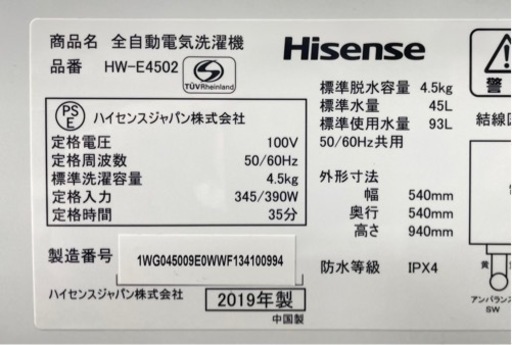 商品名 全自動電気洗濯機
品番 HW-E4502
TÜVRheinland
Hisense
PS
E
ハイセンスジャパン株式会社
定格電圧 100V
定格周波数 50/60Hz
標準洗濯容量 4.5kg
定格入力 345/390W
定格時間 35分
製造番号 1WG045009E0WWF134100994
ハイセンスジャパン株式会社 2019年製
中国製
標準脱水容量 4.5kg
標準水量 45L
標準使用水量 93L
50/60Hz共用
外形寸法
幅 540mm
奥行 540mm
高さ 940mm
防水等級 IPX4
警
結線図
黄
アンバランス
SW